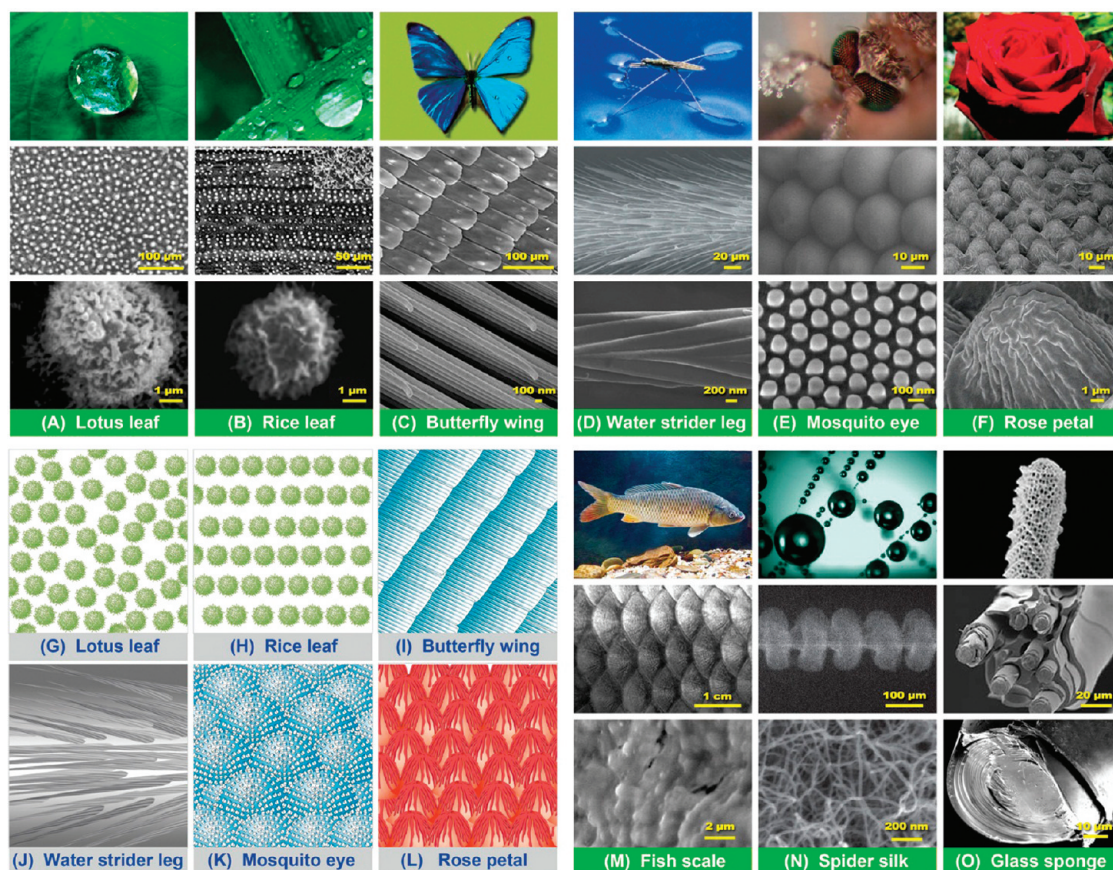 100 µm
50 µm
100 µm
20 µm
10 µm
10 µm
1 µm
1 µm
100 nm
200 nm
100 nm
1 µm
(A) Lotus leaf
(B) Rice leaf
(C) Butterfly wing
(D) Water strider leg
(E) Mosquito eye
(F) Rose petal
(G) Lotus leaf
(H) Rice leaf
(I) Butterfly wing
1 cm
100 µm
20 µm
2 µm
200 nm
10 µm
(J) Water strider leg
(K) Mosquito eye
(L) Rose petal
(M) Fish scale
(N) Spider silk
(O) Glass sponge